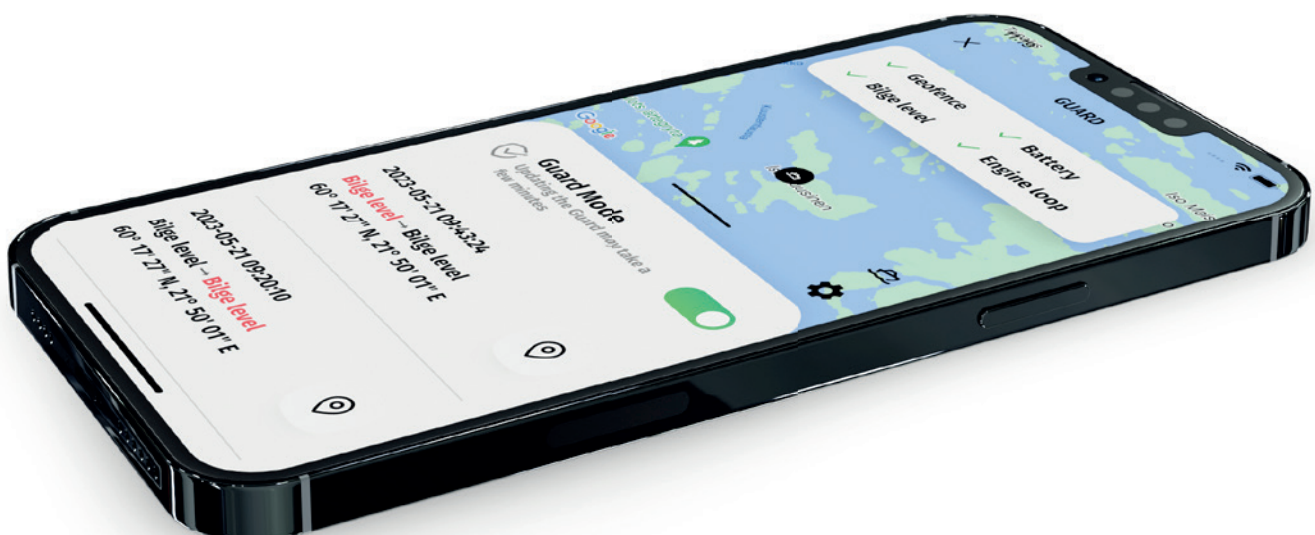 GUARD
Geofence
Battery
Bilge level
Engine loop
Google
Guard Mode
Updating the Guard may take a
few minutes
2023-05-21 09:43:24
Bilge level → Bilge level
60° 17' 27" N, 21° 50' 01" E
2023-05-21 09:20:10
Bilge level → Bilge level
60° 17' 27" N, 21° 50' 01" E